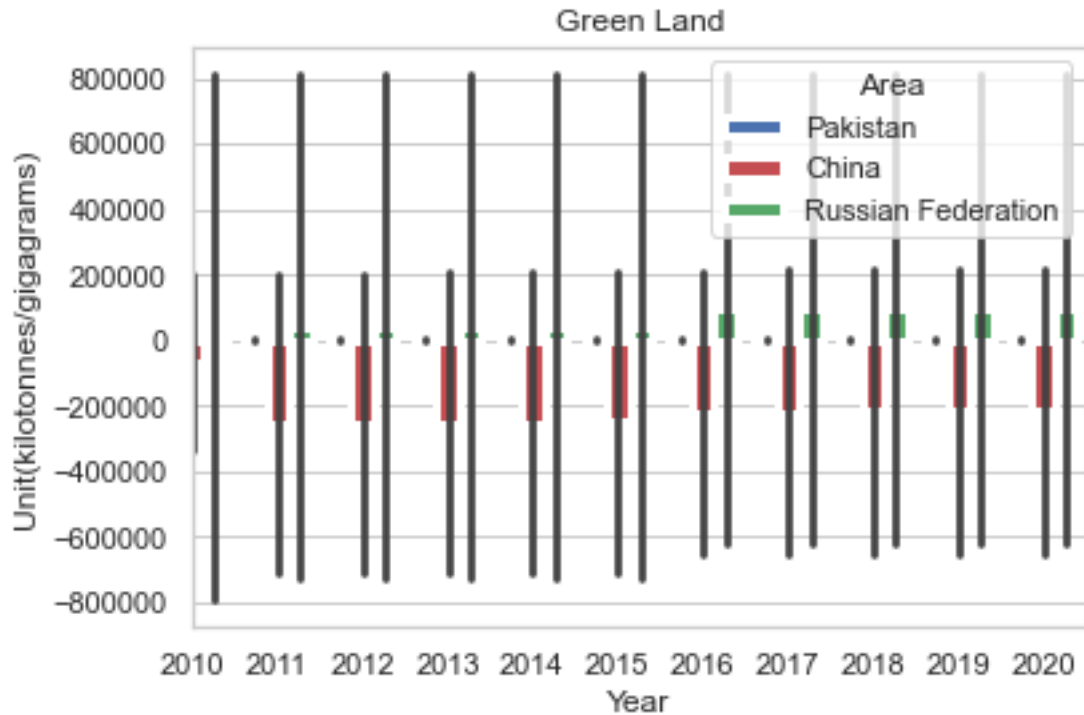 Green Land
Unit(kilotonnes/gigagrams)
800000
600000
400000
200000
0
−200000
−400000
−600000
−800000
Area
Pakistan
China
Russian Federation
2010 2011 2012 2013 2014 2015 2016 2017 2018 2019 2020
Year